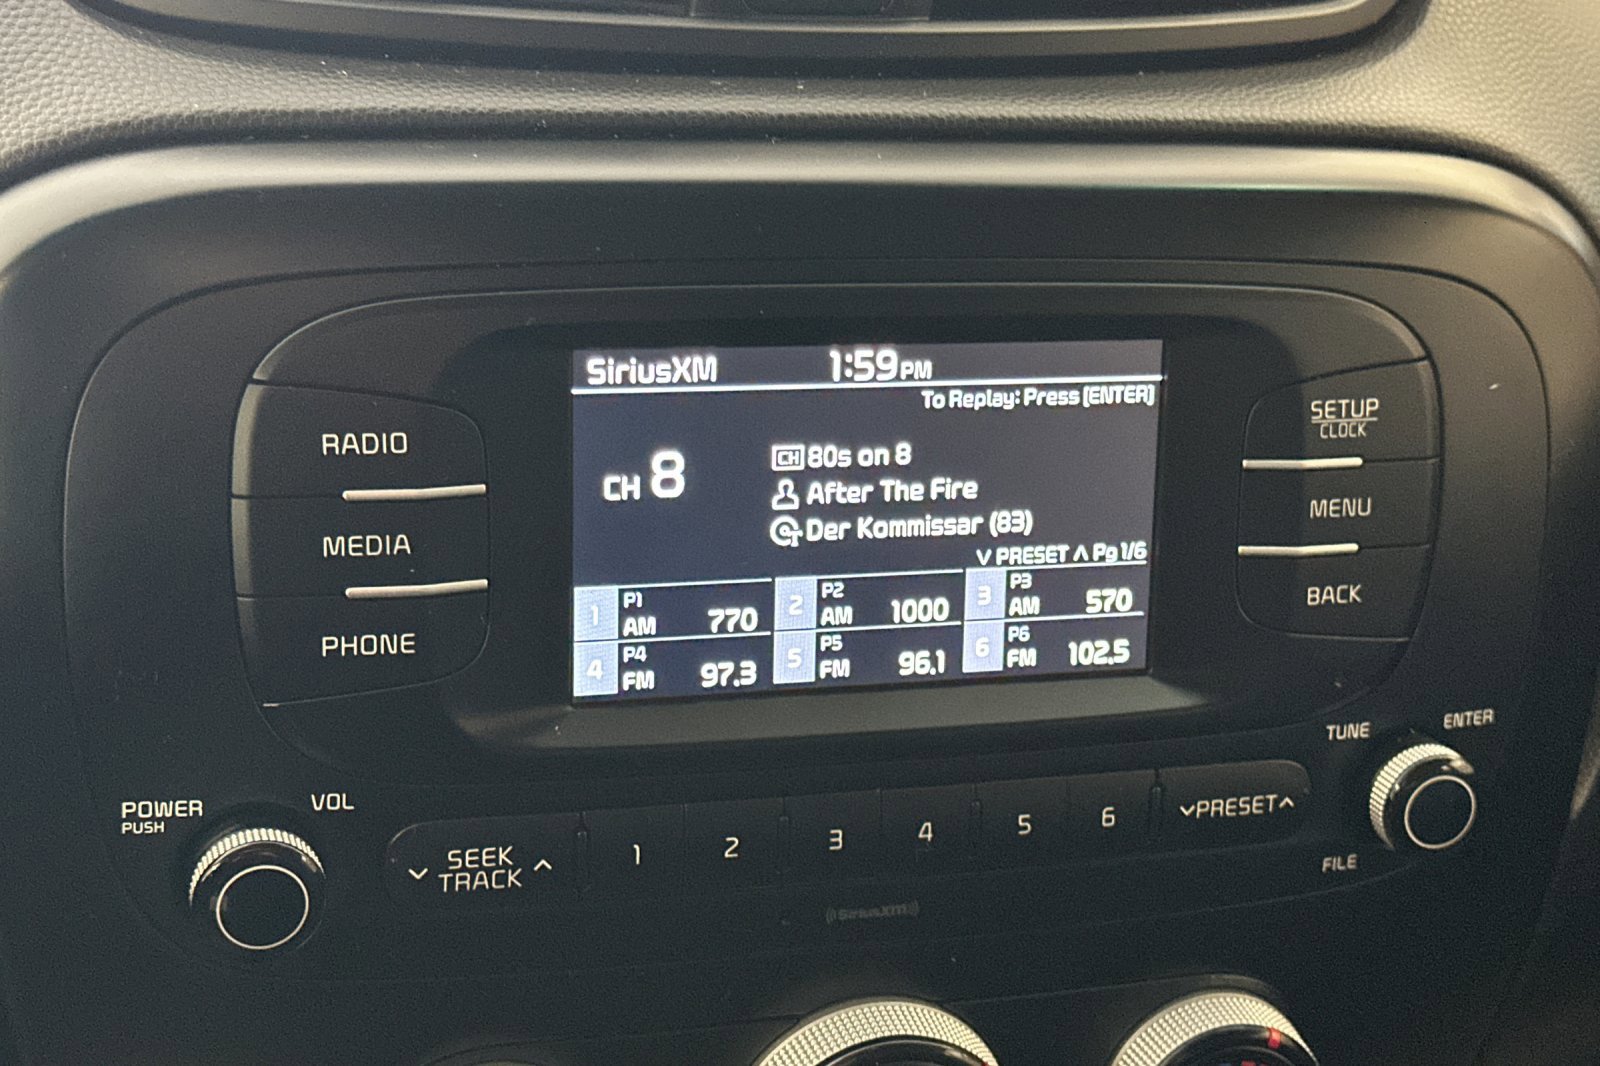 SiriusXM 1:59PM
To Replay: Press [ENTER]
CH 8
CH 80s on 8
After The Fire
Der Kommissar (83)
∨ PRESET ∧ Pg 1/6
1 P1 AM 770
2 P2 AM 1000
3 P3 AM 570
4 P4 FM 97.3
5 P5 FM 96.1
6 P6 FM 102.5
RADIO
MEDIA
PHONE
SETUP
CLOCK
MENU
BACK
POWER
PUSH
VOL
∨ SEEK ∧
TRACK
1 2 3 4 5 6
∨PRESET∧
TUNE
ENTER
FILE
((SiriusXM))